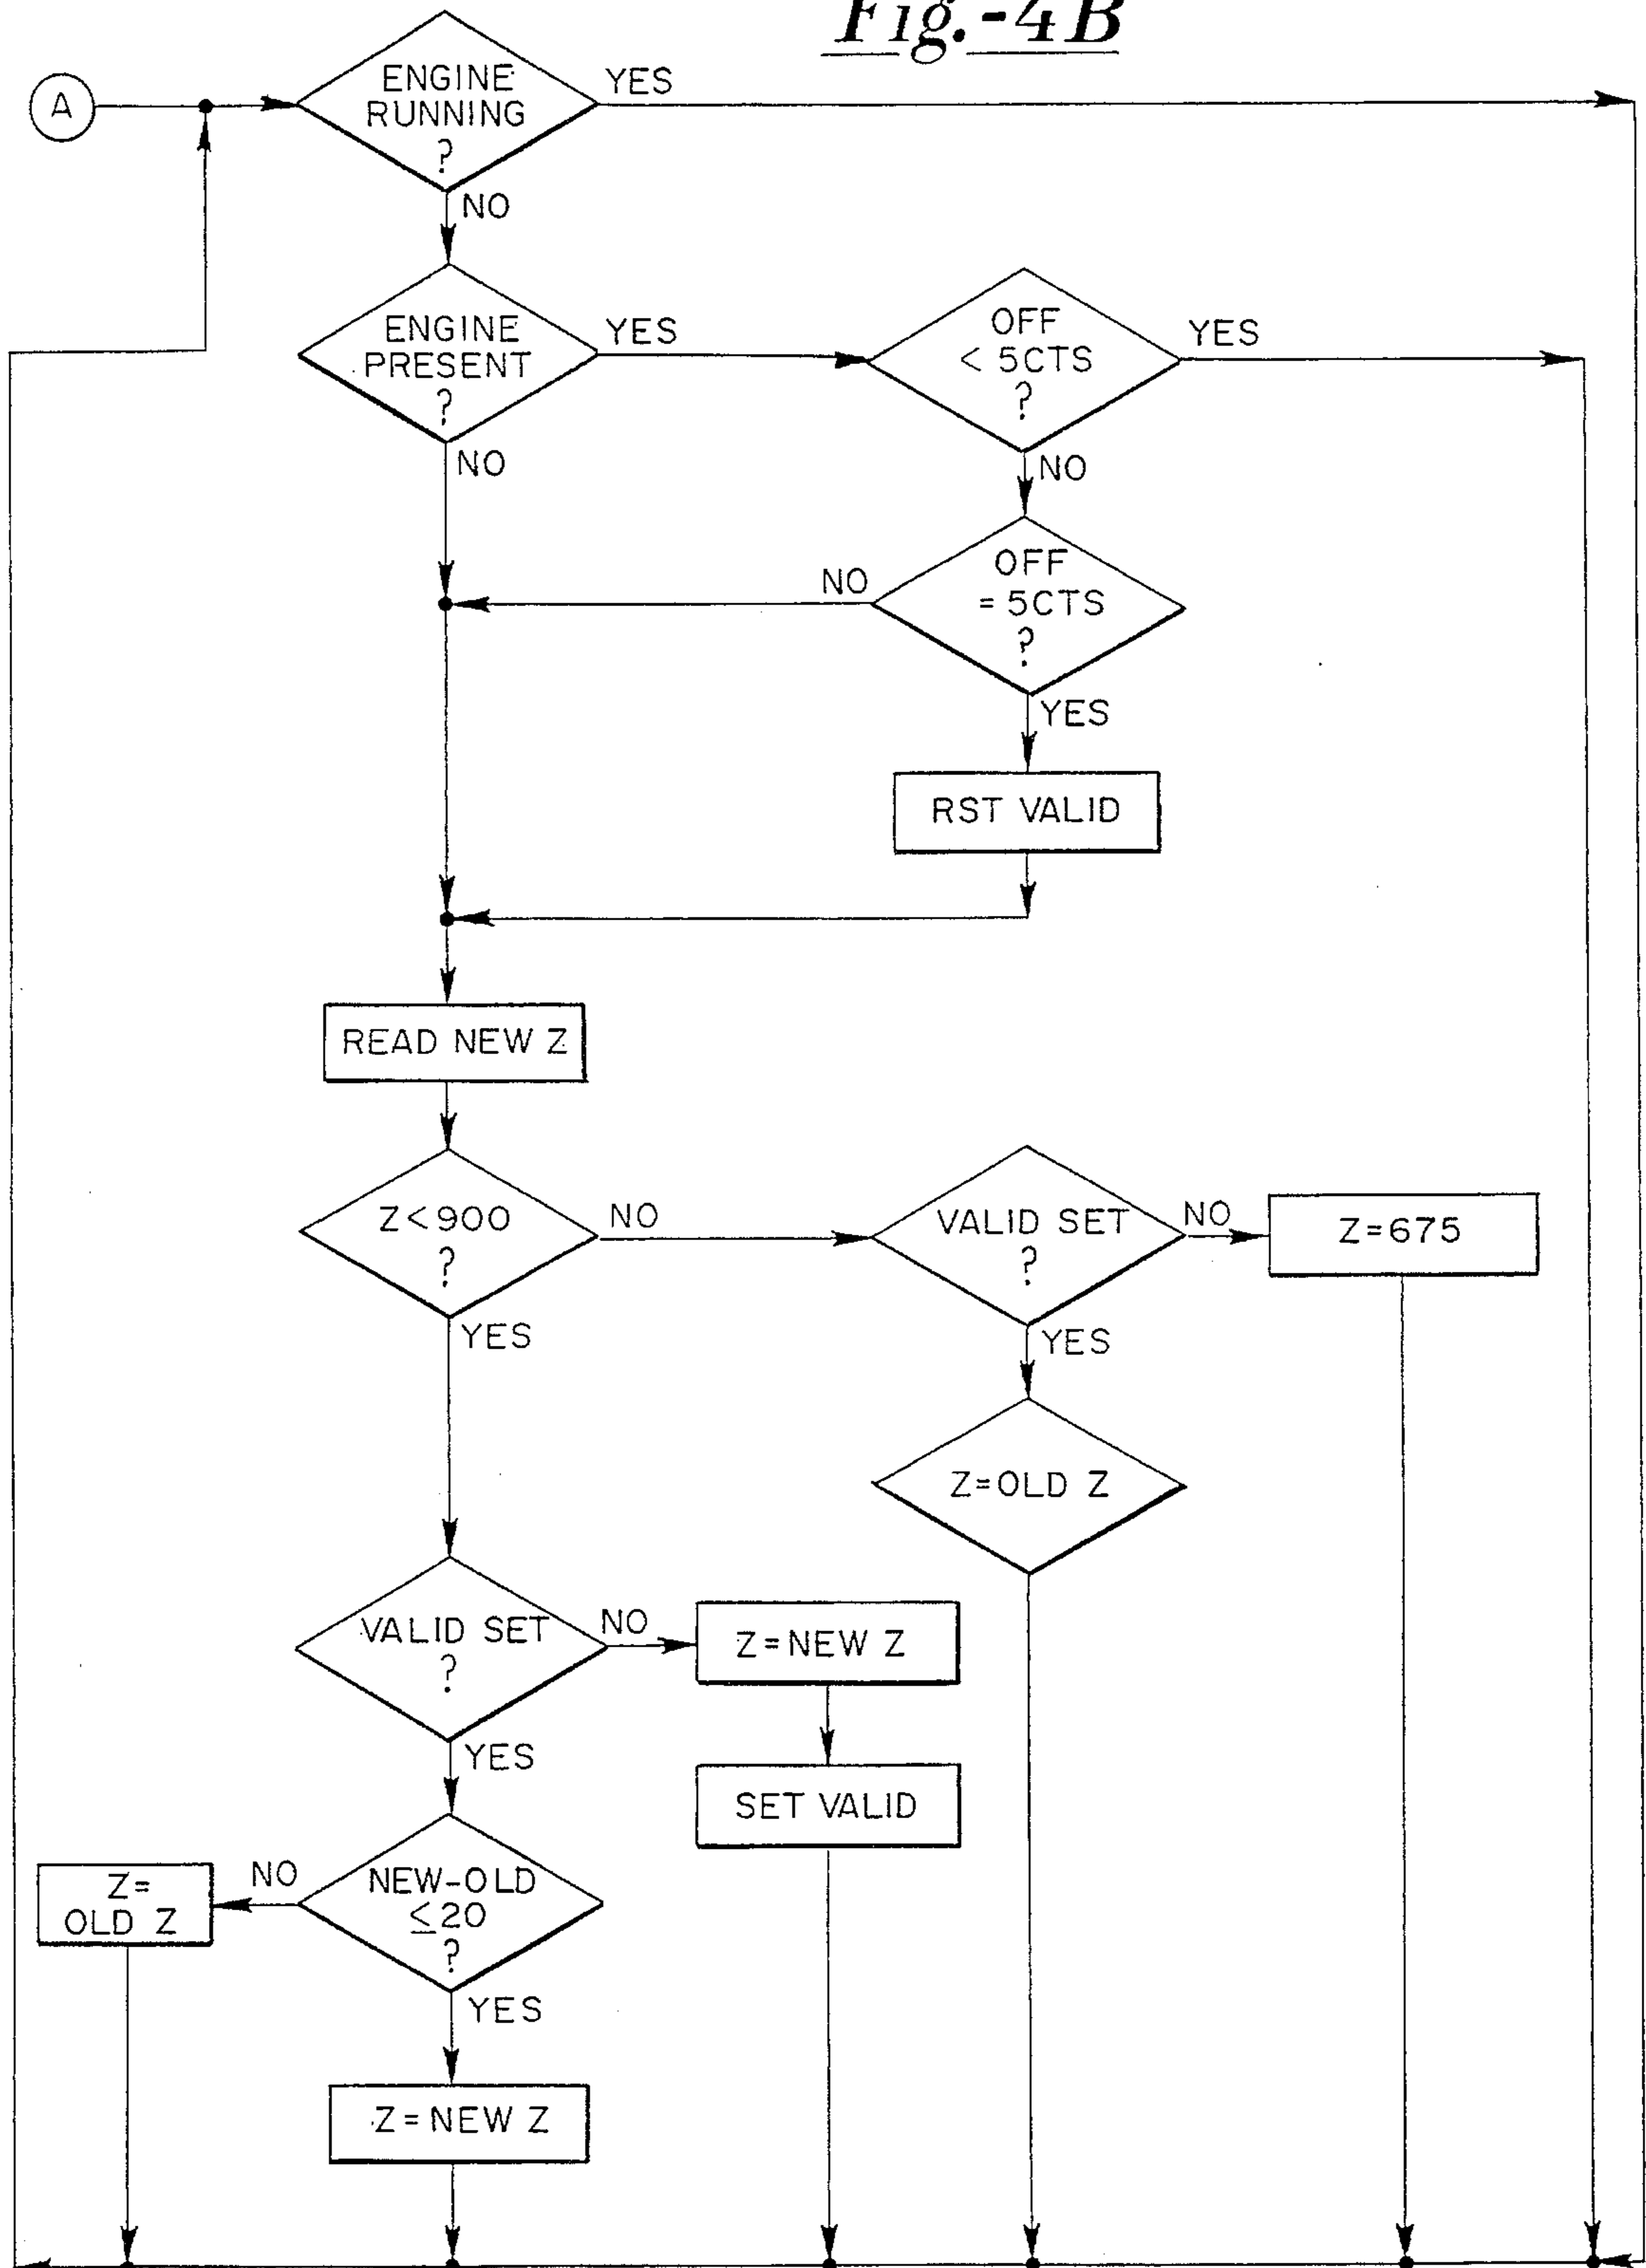 Fig.-4B
A
ENGINE
RUNNING
?
YES
NO
ENGINE
PRESENT
?
YES
NO
OFF
< 5CTS
?
YES
NO
OFF
= 5CTS
?
NO
YES
RST VALID
READ NEW Z
Z<900
?
NO
YES
VALID SET
?
NO
YES
Z=675
Z=OLD Z
VALID SET
?
NO
YES
Z=NEW Z
SET VALID
NEW-OLD
≤20
?
NO
YES
Z=
OLD Z
Z=NEW Z